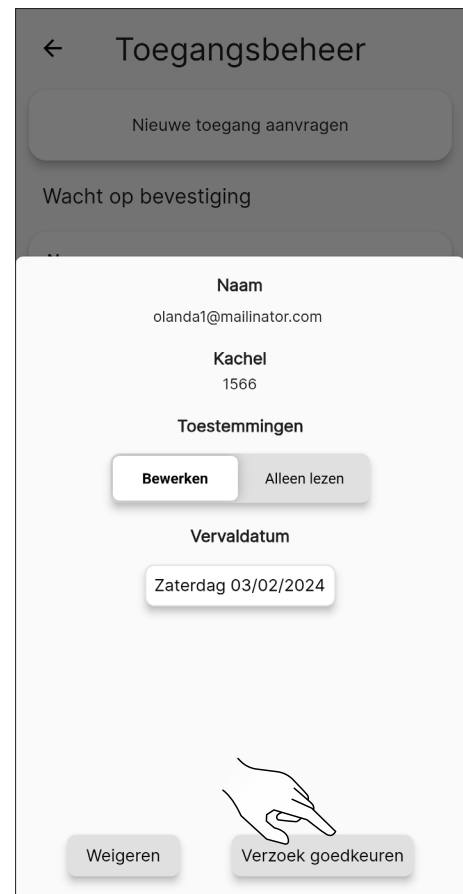 Toegangsbeheer
Nieuwe toegang aanvragen
Wacht op bevestiging
Naam
olanda1@mailinator.com
Kachel
1566
Toestemmingen
Bewerken
Alleen lezen
Vervaldatum
Zaterdag 03/02/2024
Weigeren
Verzoek goedkeuren